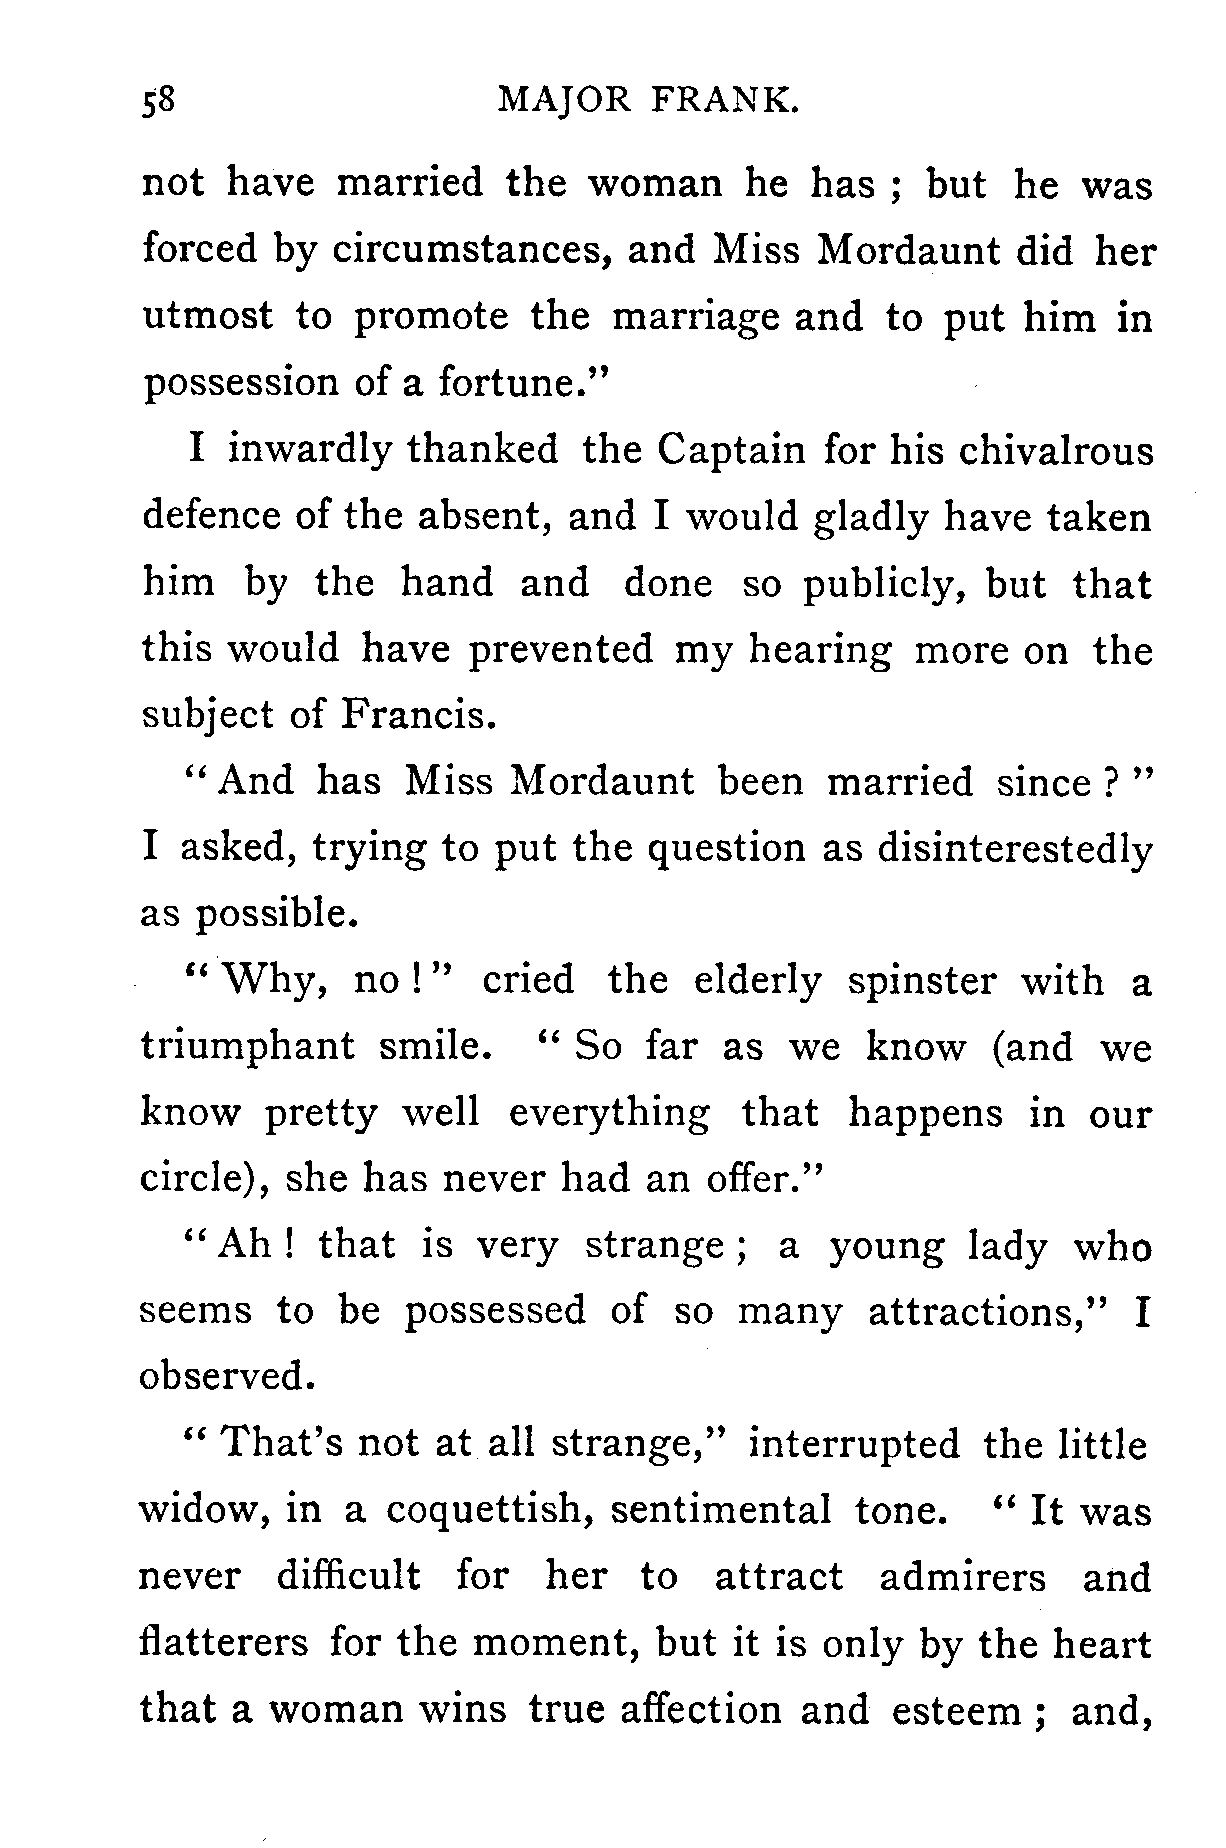 58 MAJOR FRANK.
not have married the woman he has ; but he was
forced by circumstances, and Miss Mordaunt did her
utmost to promote the marriage and to put him in
possession of a fortune."
I inwardly thanked the Captain for his chivalrous
defence of the absent, and I would gladly have taken
him by the hand and done so publicly, but that
this would have prevented my hearing more on the
subject of Francis.
" And has Miss Mordaunt been married since ? "
I asked, trying to put the question as disinterestedly
as possible.
" Why, no ! " cried the elderly spinster with a
triumphant smile. " So far as we know (and we
know pretty well everything that happens in our
circle), she has never had an offer."
" Ah ! that is very strange ; a young lady who
seems to be possessed of so many attractions," I
observed.
" That's not at all strange," interrupted the little
widow, in a coquettish, sentimental tone. " It was
never difficult for her to attract admirers and
flatterers for the moment, but it is only by the heart
that a woman wins true affection and esteem ; and,